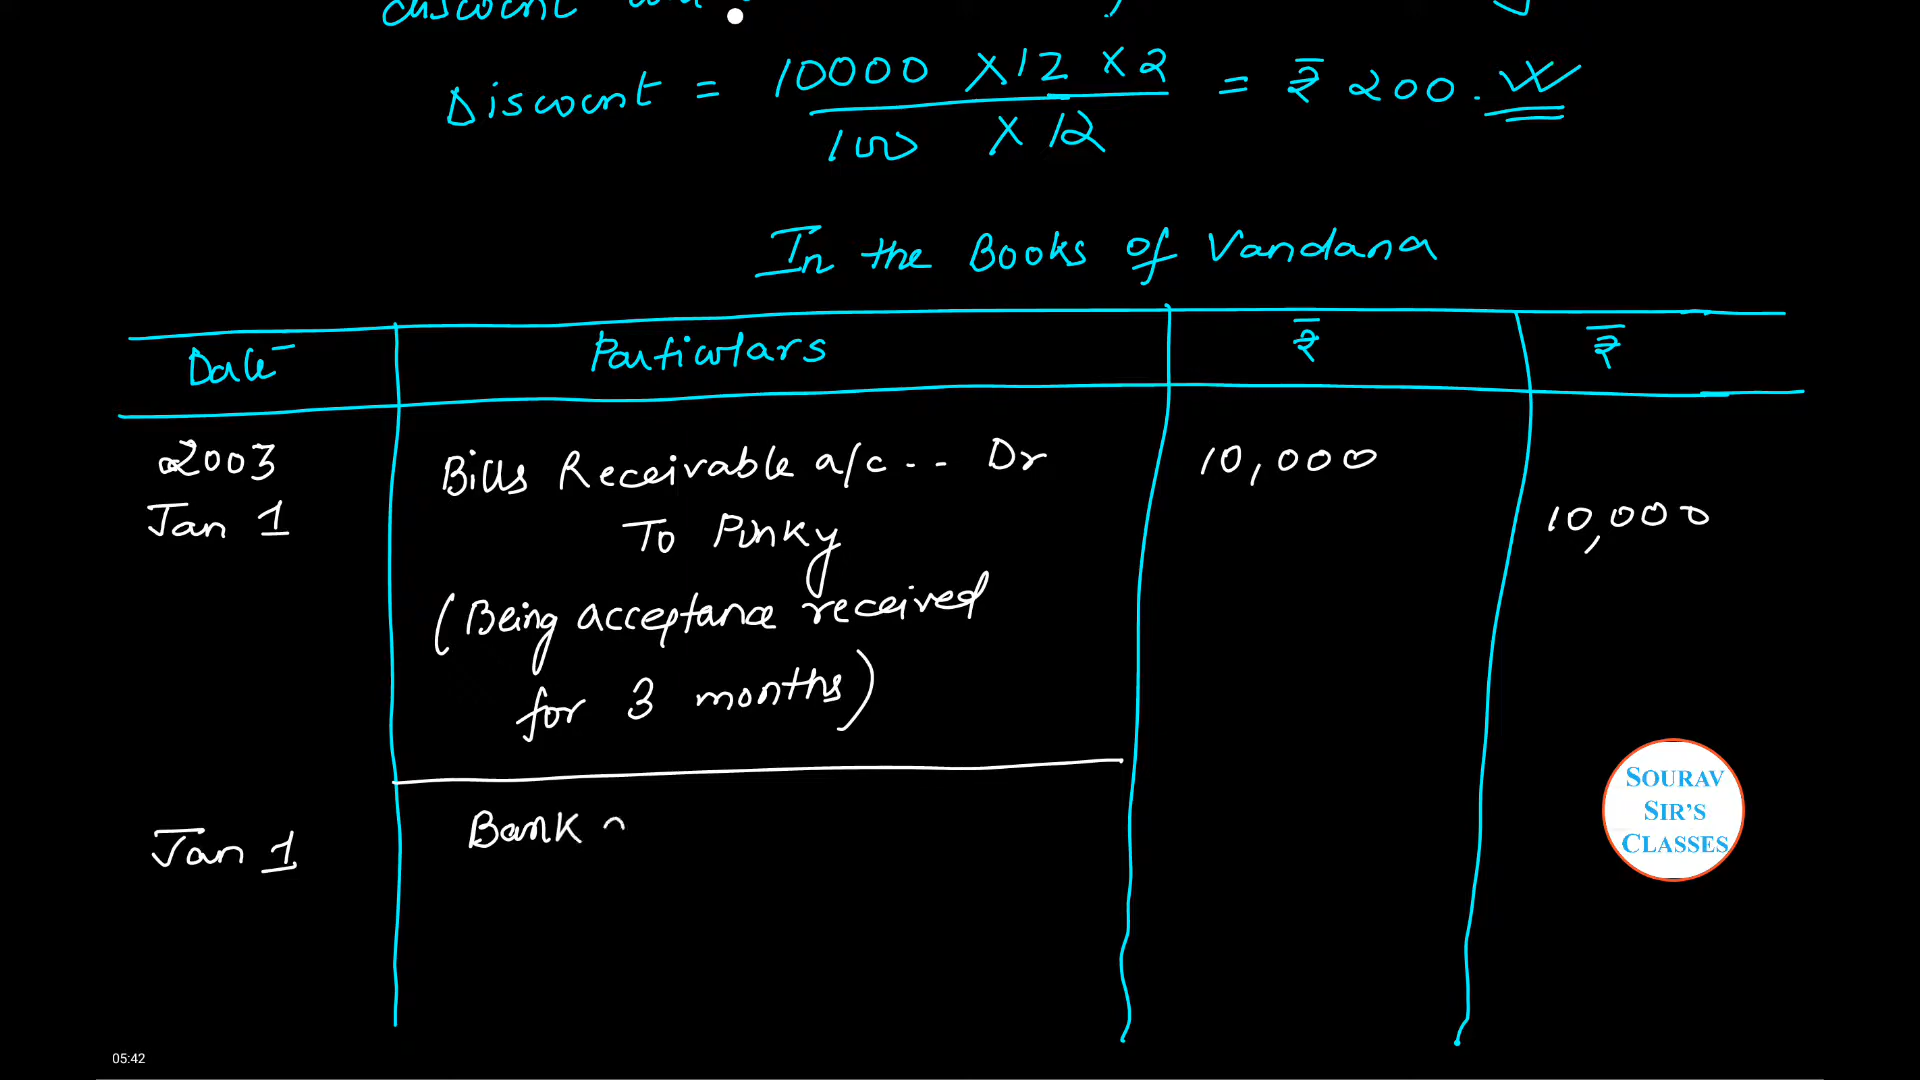 discount
Discount = 10000 X 12 X 2 / 100 X 12 = ₹ 200.
In the Books of Vandana
Date Particulars ₹ ₹
2003 Bills Receivable a/c .. Dr 10,000
Jan 1 To Pinky 10,000
(Being acceptance received
for 3 months)
Jan 1 Bank
SOURAV
SIR'S
CLASSES
05:42